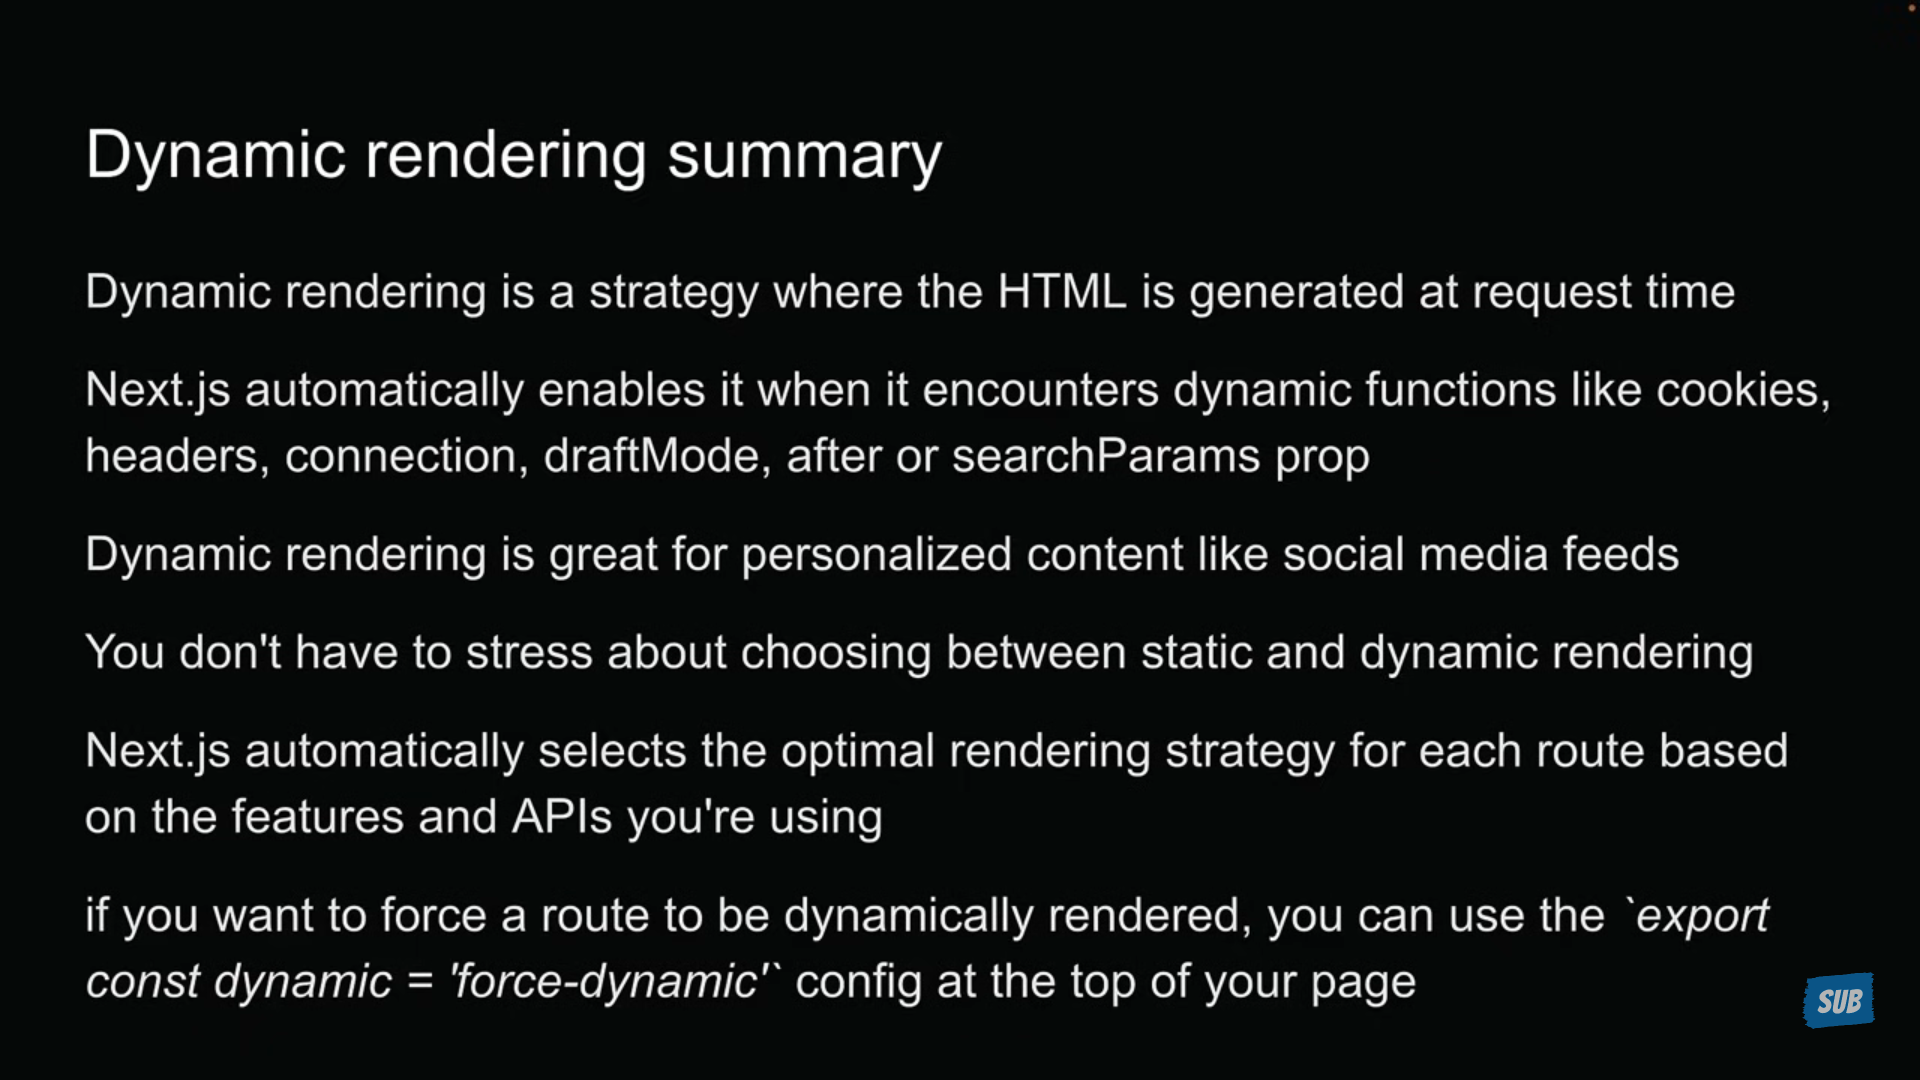 Dynamic rendering summary
Dynamic rendering is a strategy where the HTML is generated at request time
Next.js automatically enables it when it encounters dynamic functions like cookies,
headers, connection, draftMode, after or searchParams prop
Dynamic rendering is great for personalized content like social media feeds
You don't have to stress about choosing between static and dynamic rendering
Next.js automatically selects the optimal rendering strategy for each route based
on the features and APIs you're using
if you want to force a route to be dynamically rendered, you can use the `export
const dynamic = 'force-dynamic'` config at the top of your page
SUB